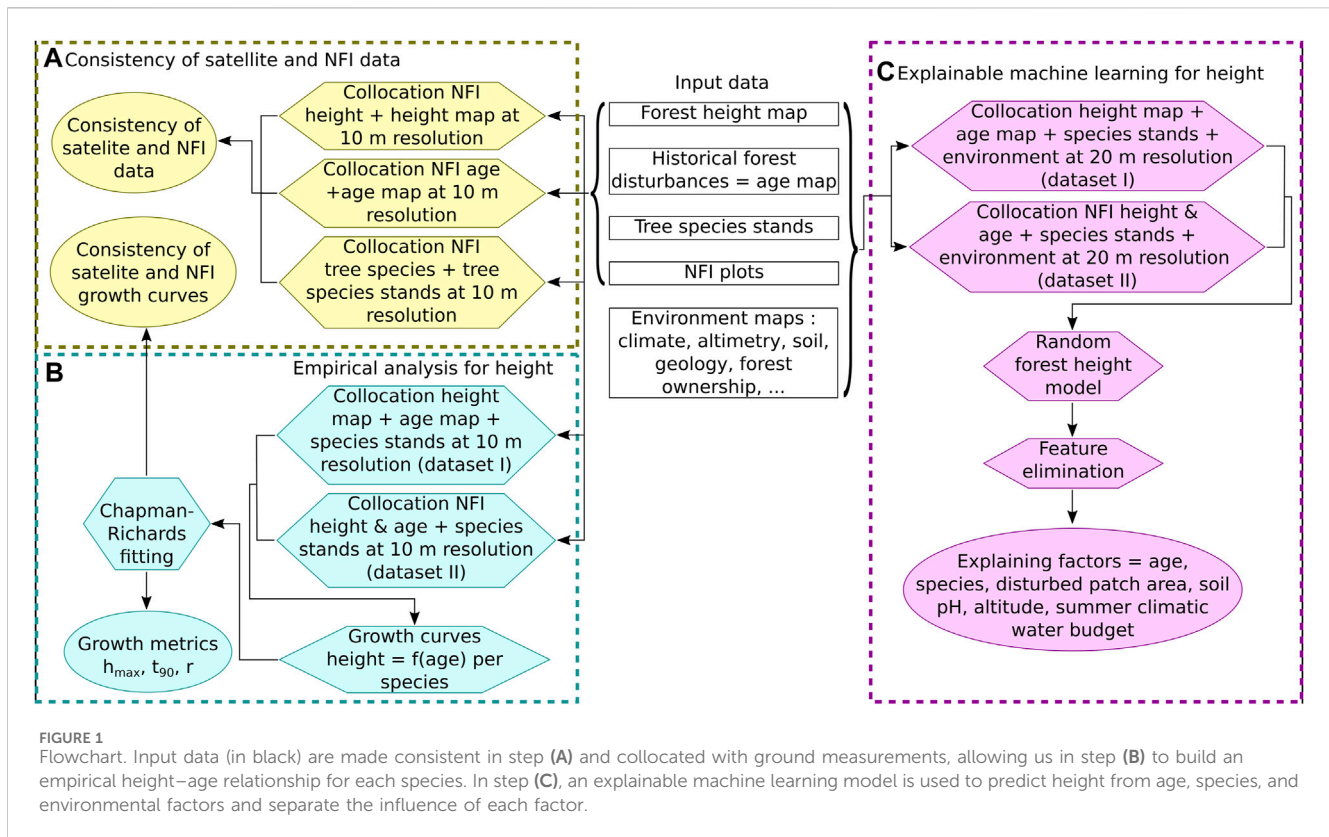 A Consistency of satellite and NFI data
Consistency of
satelite and NFI
data
Consistency of
satelite and NFI
growth curves
Collocation NFI
height + height map at
10 m resolution
Collocation NFI age
+age map at 10 m
resolution
Collocation NFI
tree species + tree
species stands at 10 m
resolution
Input data
Forest height map
Historical forest
disturbances = age map
Tree species stands
NFI plots
Environment maps :
climate, altimetry, soil,
geology, forest
ownership, ...
B
Empirical analysis for height
Collocation height
map + age map +
species stands at 10 m
resolution (dataset I)
Collocation NFI
height & age + species
stands at 10 m resolution
(dataset II)
Chapman-
Richards
fitting
Growth metrics
hmax, t90, r
Growth curves
height = f(age) per
species
C Explainable machine learning for height
Collocation height map +
age map + species stands +
environment at 20 m resolution
(dataset I)
Collocation NFI height &
age + species stands +
environment at 20 m resolution
(dataset II)
Random
forest height
model
Feature
elimination
Explaining factors = age,
species, disturbed patch area, soil
pH, altitude, summer climatic
water budget
FIGURE 1
Flowchart. Input data (in black) are made consistent in step (A) and collocated with ground measurements, allowing us in step (B) to build an
empirical height–age relationship for each species. In step (C), an explainable machine learning model is used to predict height from age, species, and
environmental factors and separate the influence of each factor.